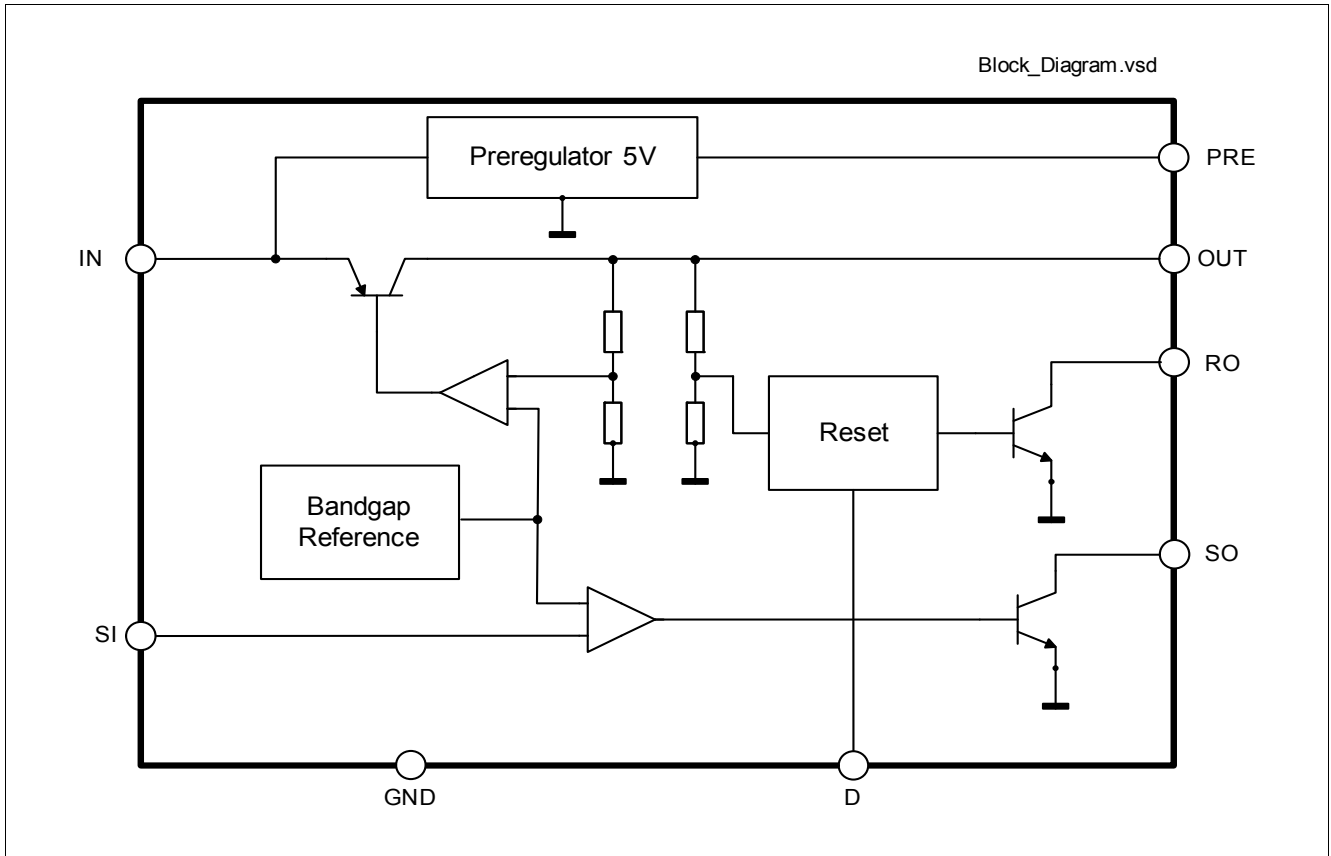 Block_Diagram.vsd
Preregulator 5V
PRE
IN
OUT
RO
Reset
Bandgap
Reference
SO
SI
GND
D